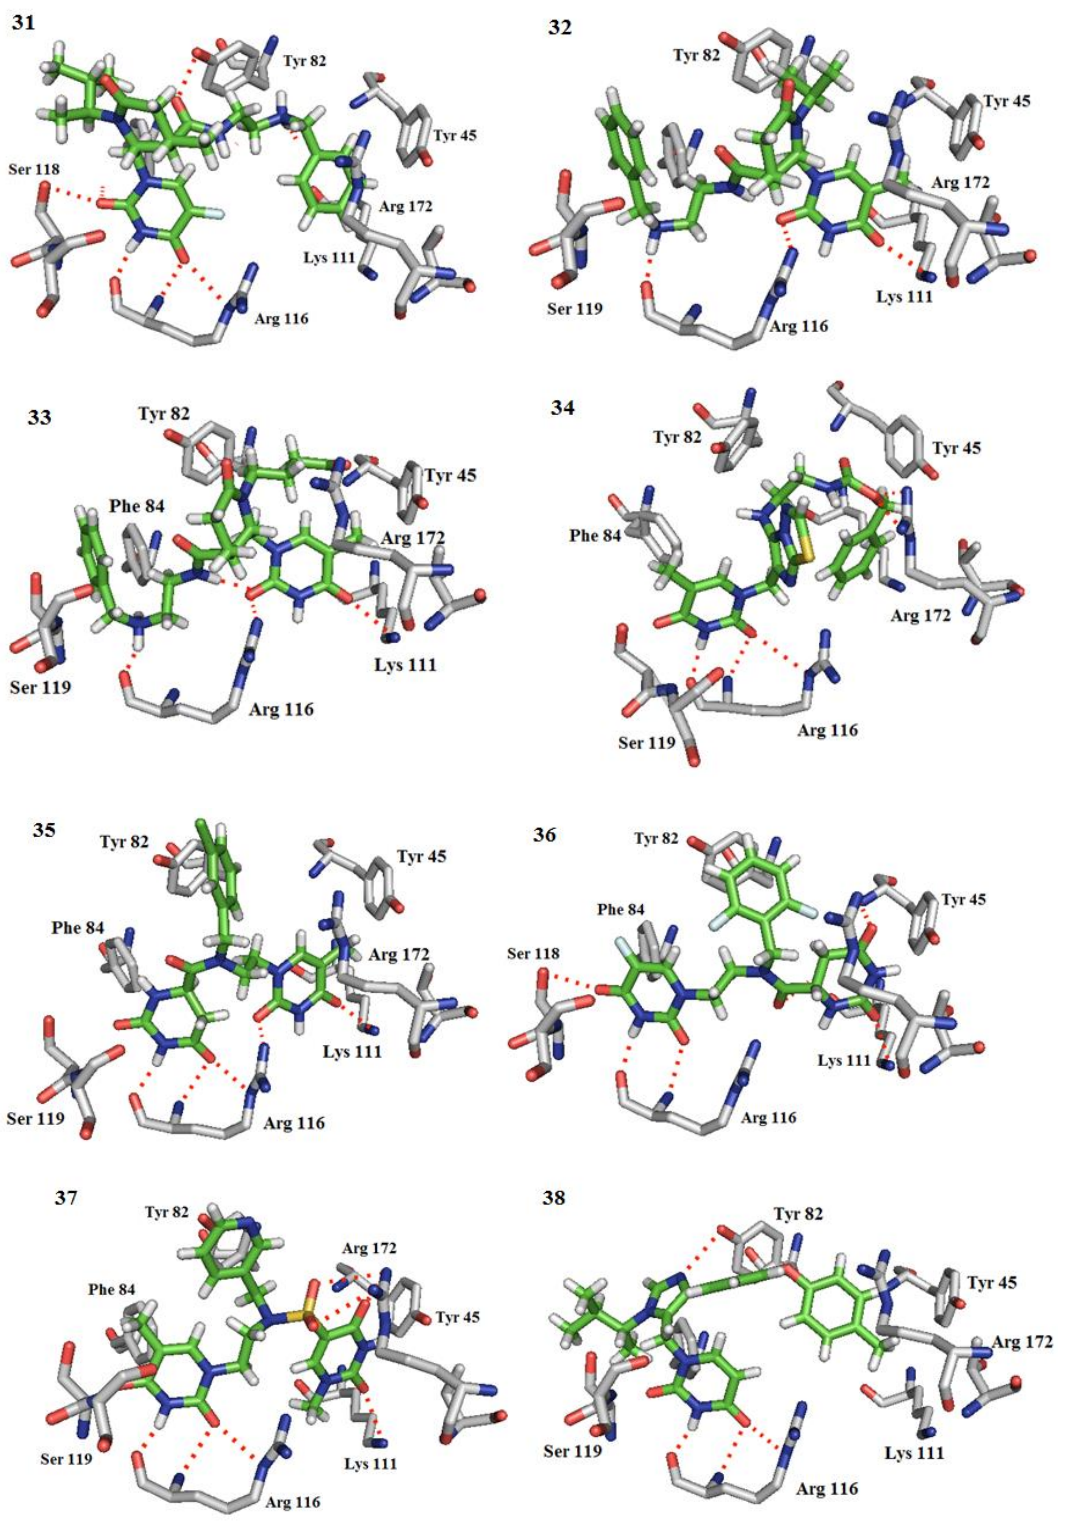 31
Tyr 82
Tyr 45
Ser 118
Arg 172
Lys 111
Arg 116
32
Tyr 82
Tyr 45
Arg 172
Lys 111
Ser 119
Arg 116
33
Tyr 82
Tyr 45
Phe 84
Arg 172
Lys 111
Ser 119
Arg 116
34
Tyr 82
Tyr 45
Phe 84
Arg 172
Arg 116
Ser 119
35
Tyr 82
Tyr 45
Phe 84
Arg 172
Lys 111
Ser 119
Arg 116
36
Tyr 82
Tyr 45
Phe 84
Ser 118
Lys 111
Arg 116
37
Tyr 82
Arg 172
Phe 84
Tyr 45
Ser 119
Lys 111
Arg 116
38
Tyr 82
Tyr 45
Arg 172
Ser 119
Lys 111
Arg 116